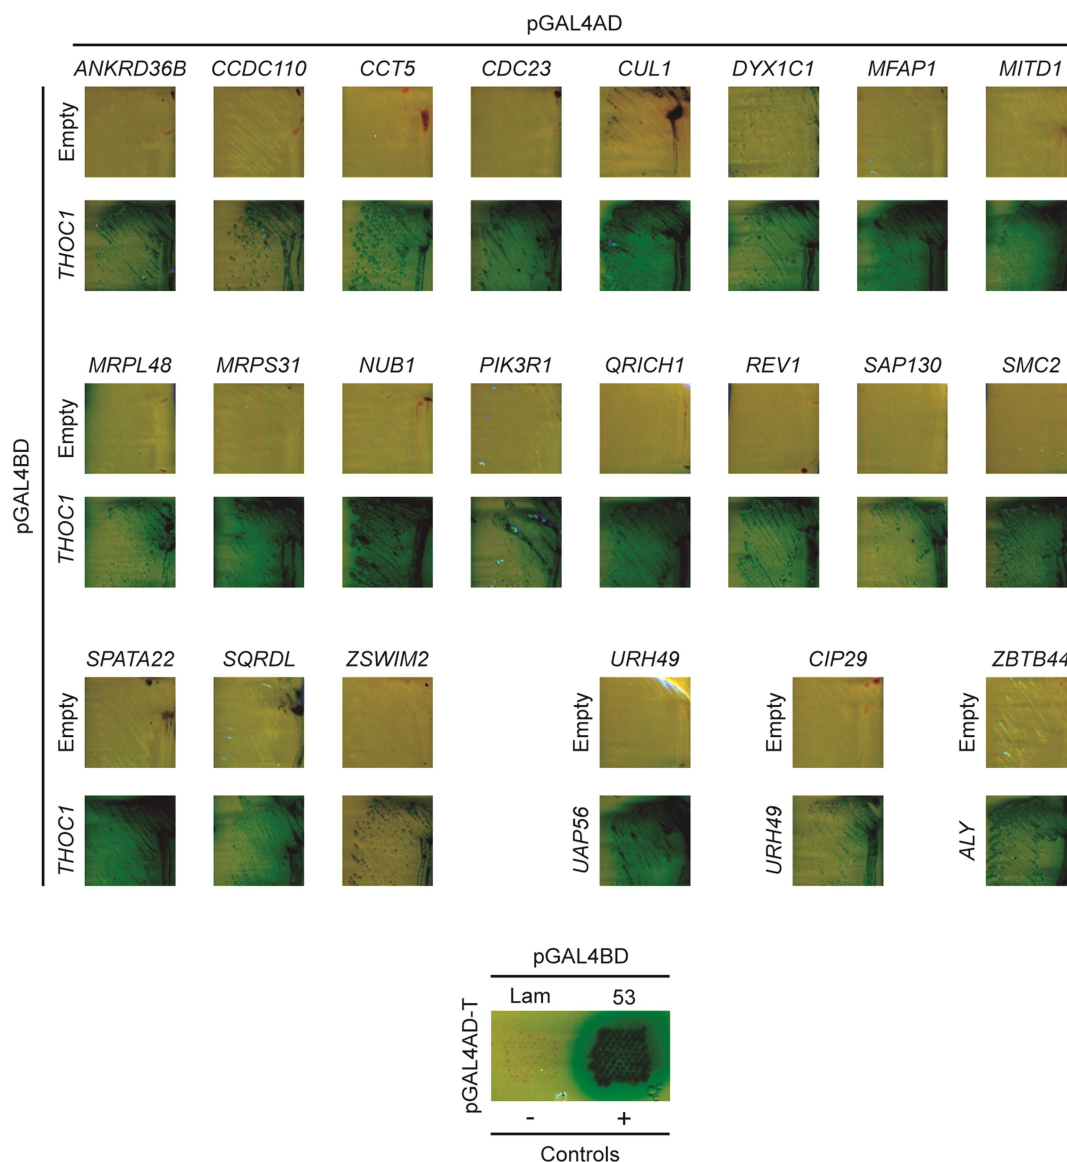 pGAL4AD
ANKRD36B CCDC110 CCT5 CDC23 CUL1 DYX1C1 MFAP1 MITD1
Empty
THOC1
pGAL4BD
MRPL48 MRPS31 NUB1 PIK3R1 QRICH1 REV1 SAP130 SMC2
Empty
THOC1
SPATA22 SQRDL ZSWIM2 URH49 CIP29 ZBTB44
Empty Empty Empty Empty
THOC1 UAP56 URH49 ALY
pGAL4BD
Lam 53
pGAL4AD-T
- +
Controls